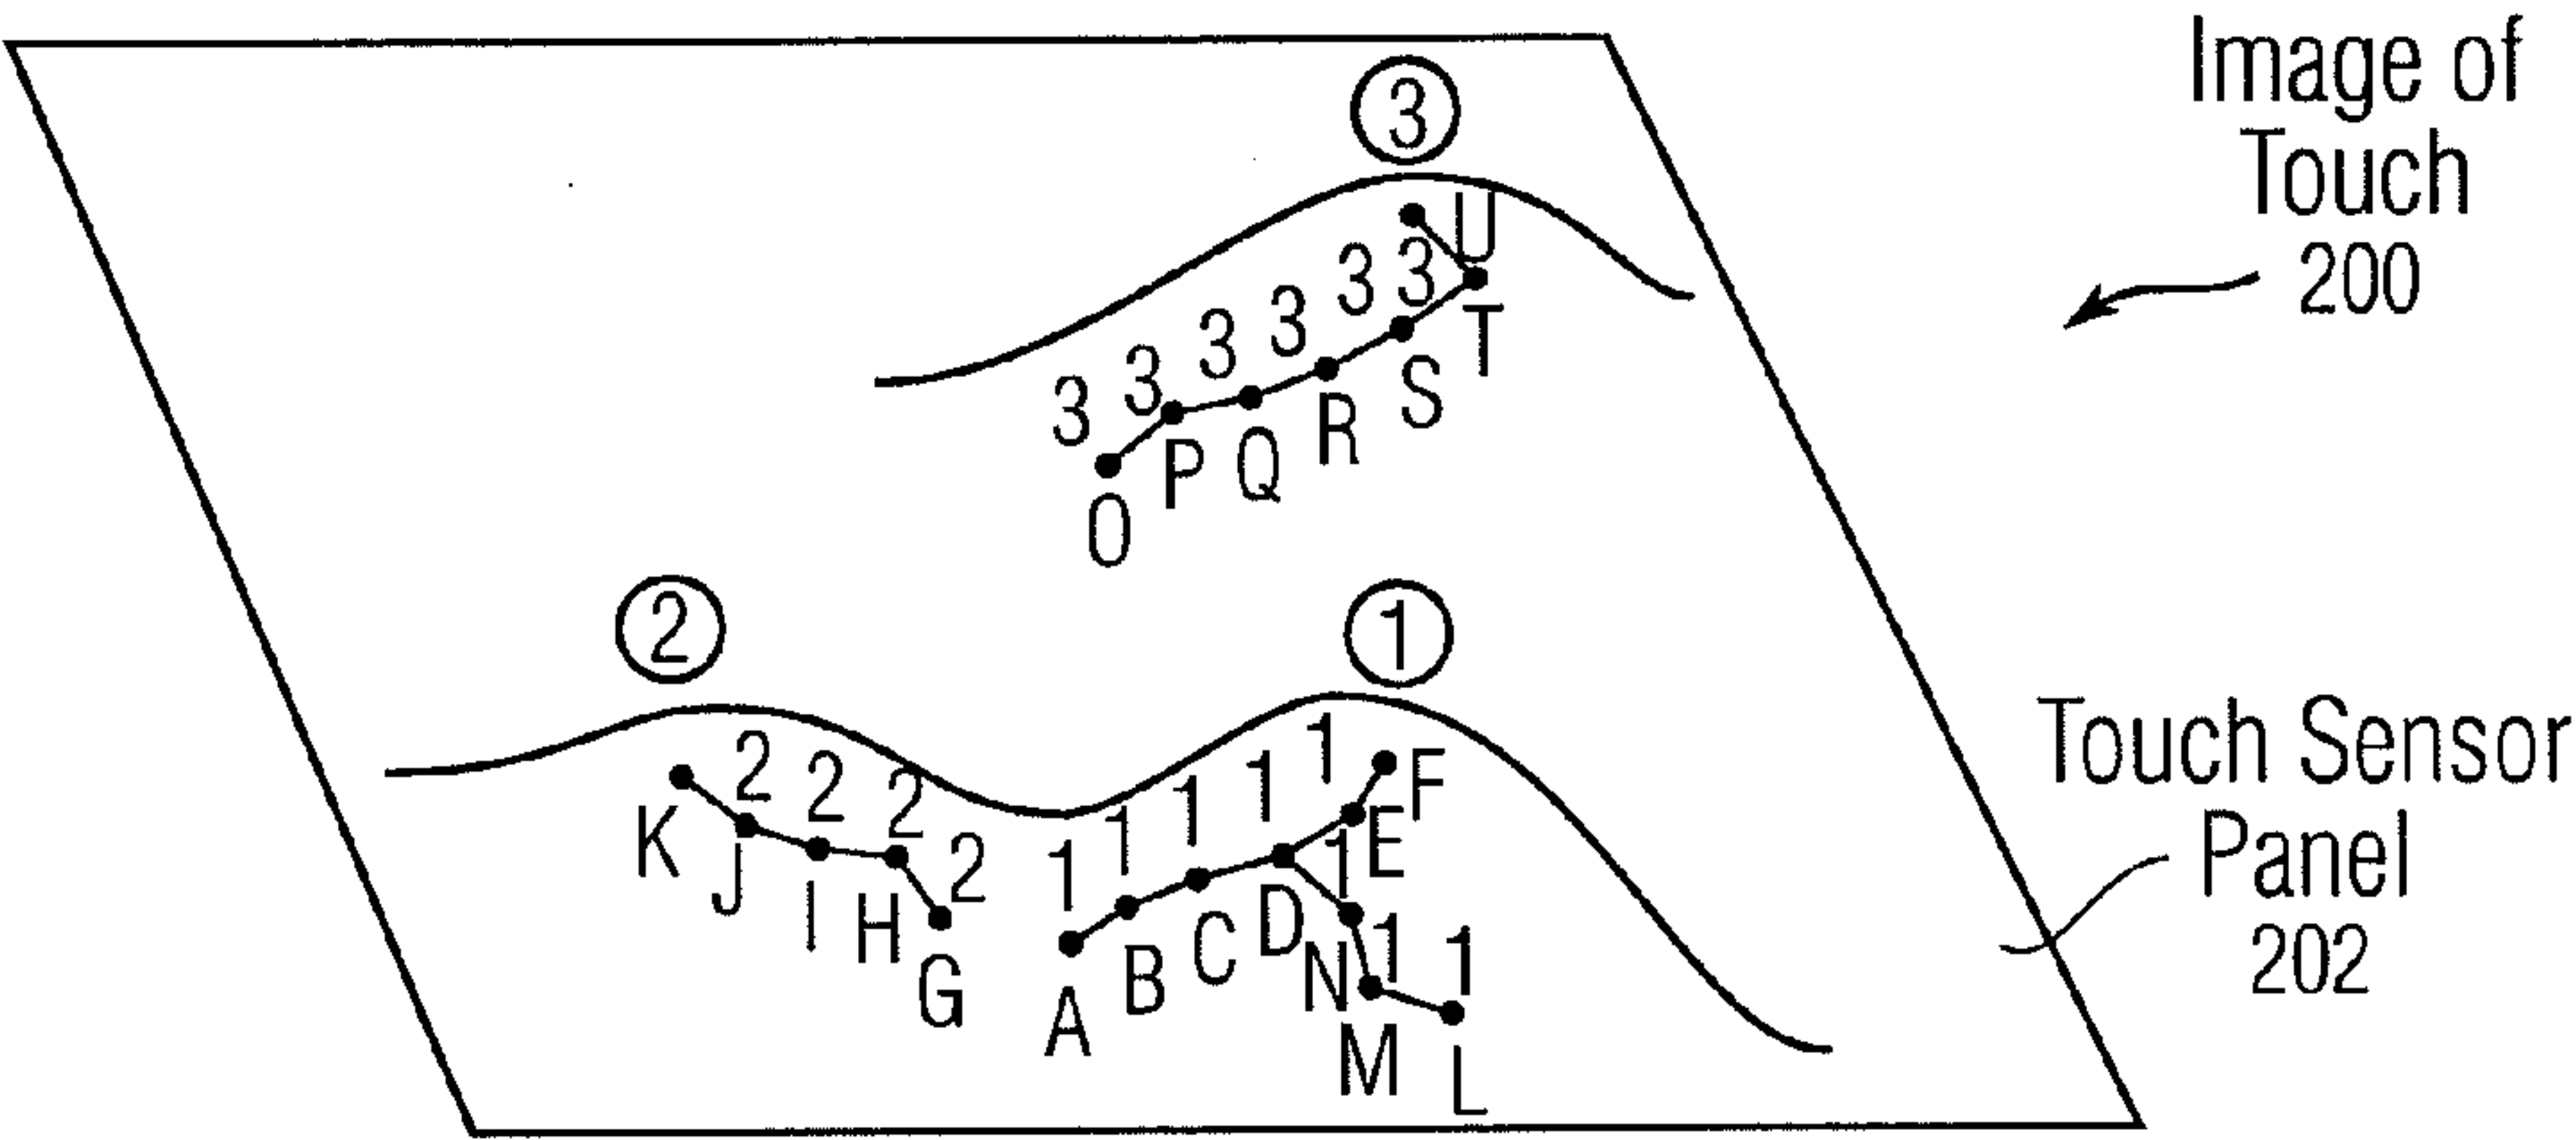 Image of
Touch
200
3
U
3 3 3 3 3 3
O P Q R S T
2
1
Touch Sensor
Panel
202
2 2 2 2
K J I H G
1 1 1 1 1
F
E
1
A B C D
N
1 1
M
L